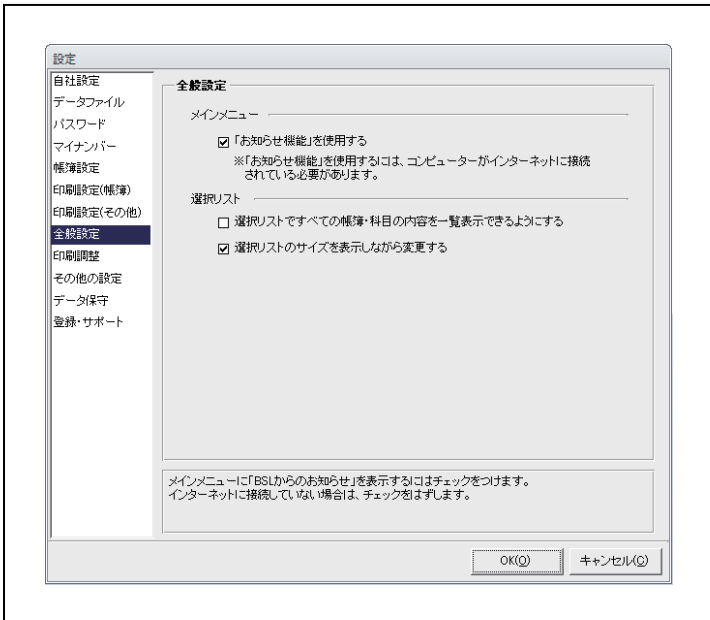 設定
自社設定
データファイル
パスワード
マイナンバー
帳簿設定
印刷設定(帳簿)
印刷設定(その他)
全般設定
印刷調整
その他の設定
データ保守
登録・サポート
全般設定
メインメニュー
「お知らせ機能」を使用する
※「お知らせ機能」を使用するには、コンピューターがインターネットに接続
されている必要があります。
選択リスト
選択リストですべての帳簿・科目の内容を一覧表示できるようにする
選択リストのサイズを表示しながら変更する
メインメニューに「BSLからのお知らせ」を表示するにはチェックをつけます。
インターネットに接続していない場合は、チェックをはずします。
OK(O)
キャンセル(C)